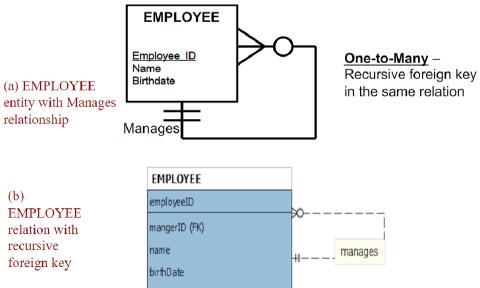 EMPLOYEE
Employee_ID
Name
Birthdate
(a) EMPLOYEE
entity with Manages
relationship
Manages
One-to-Many –
Recursive foreign key
in the same relation
(b)
EMPLOYEE
relation with
recursive
foreign key
EMPLOYEE
employeeID
mangerID (FK)
name
birthDate
manages